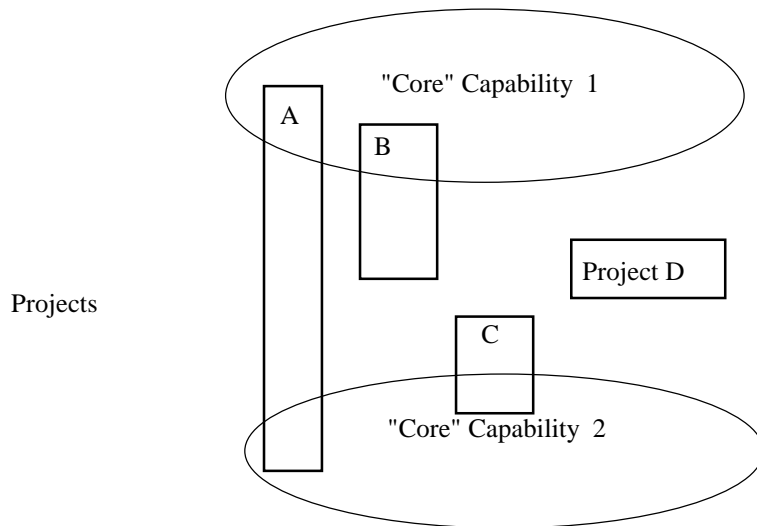 "Core" Capability 1
A
B
Project D
Projects
C
"Core" Capability 2